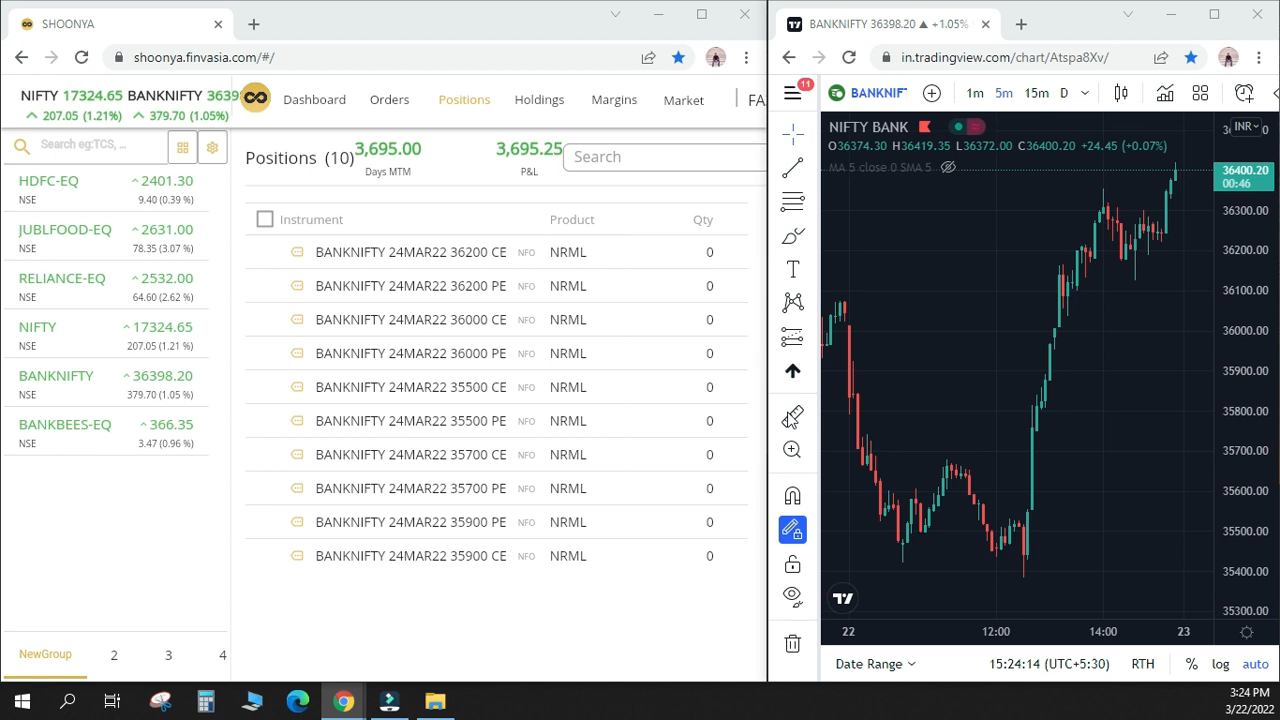 SHOONYA
shoonya.finvasia.com/#/
NIFTY 17324.65 BANKNIFTY 3639
207.05 (1.21%) 379.70 (1.05%)
Dashboard Orders Positions Holdings Margins Market FA
Search eg:TCS, ...
HDFC-EQ 2401.30
NSE 9.40 (0.39 %)
JUBLFOOD-EQ 2631.00
NSE 78.35 (3.07 %)
RELIANCE-EQ 2532.00
NSE 64.60 (2.62 %)
NIFTY 17324.65
NSE 207.05 (1.21 %)
BANKNIFTY 36398.20
NSE 379.70 (1.05 %)
BANKBEES-EQ 366.35
NSE 3.47 (0.96 %)
NewGroup 2 3 4
Positions (10) 3,695.00 3,695.25 Search
Days MTM P&L
Instrument Product Qty
BANKNIFTY 24MAR22 36200 CE NFO NRML 0
BANKNIFTY 24MAR22 36200 PE NFO NRML 0
BANKNIFTY 24MAR22 36000 CE NFO NRML 0
BANKNIFTY 24MAR22 36000 PE NFO NRML 0
BANKNIFTY 24MAR22 35500 CE NFO NRML 0
BANKNIFTY 24MAR22 35500 PE NFO NRML 0
BANKNIFTY 24MAR22 35700 CE NFO NRML 0
BANKNIFTY 24MAR22 35700 PE NFO NRML 0
BANKNIFTY 24MAR22 35900 PE NFO NRML 0
BANKNIFTY 24MAR22 35900 CE NFO NRML 0
BANKNIFTY 36398.20 ▲ +1.05%
in.tradingview.com/chart/Atspa8Xv/
11
BANKNIF 1m 5m 15m D
NIFTY BANK
INR
O36374.30 H36419.35 L36372.00 C36400.20 +24.45 (+0.07%)
MA 5 close 0 SMA 5
36400.20
00:46
36300.00
36200.00
36100.00
36000.00
35900.00
35800.00
35700.00
35600.00
35500.00
35400.00
35300.00
22 12:00 14:00 23
Date Range 15:24:14 (UTC+5:30) RTH % log auto
3:24 PM
3/22/2022